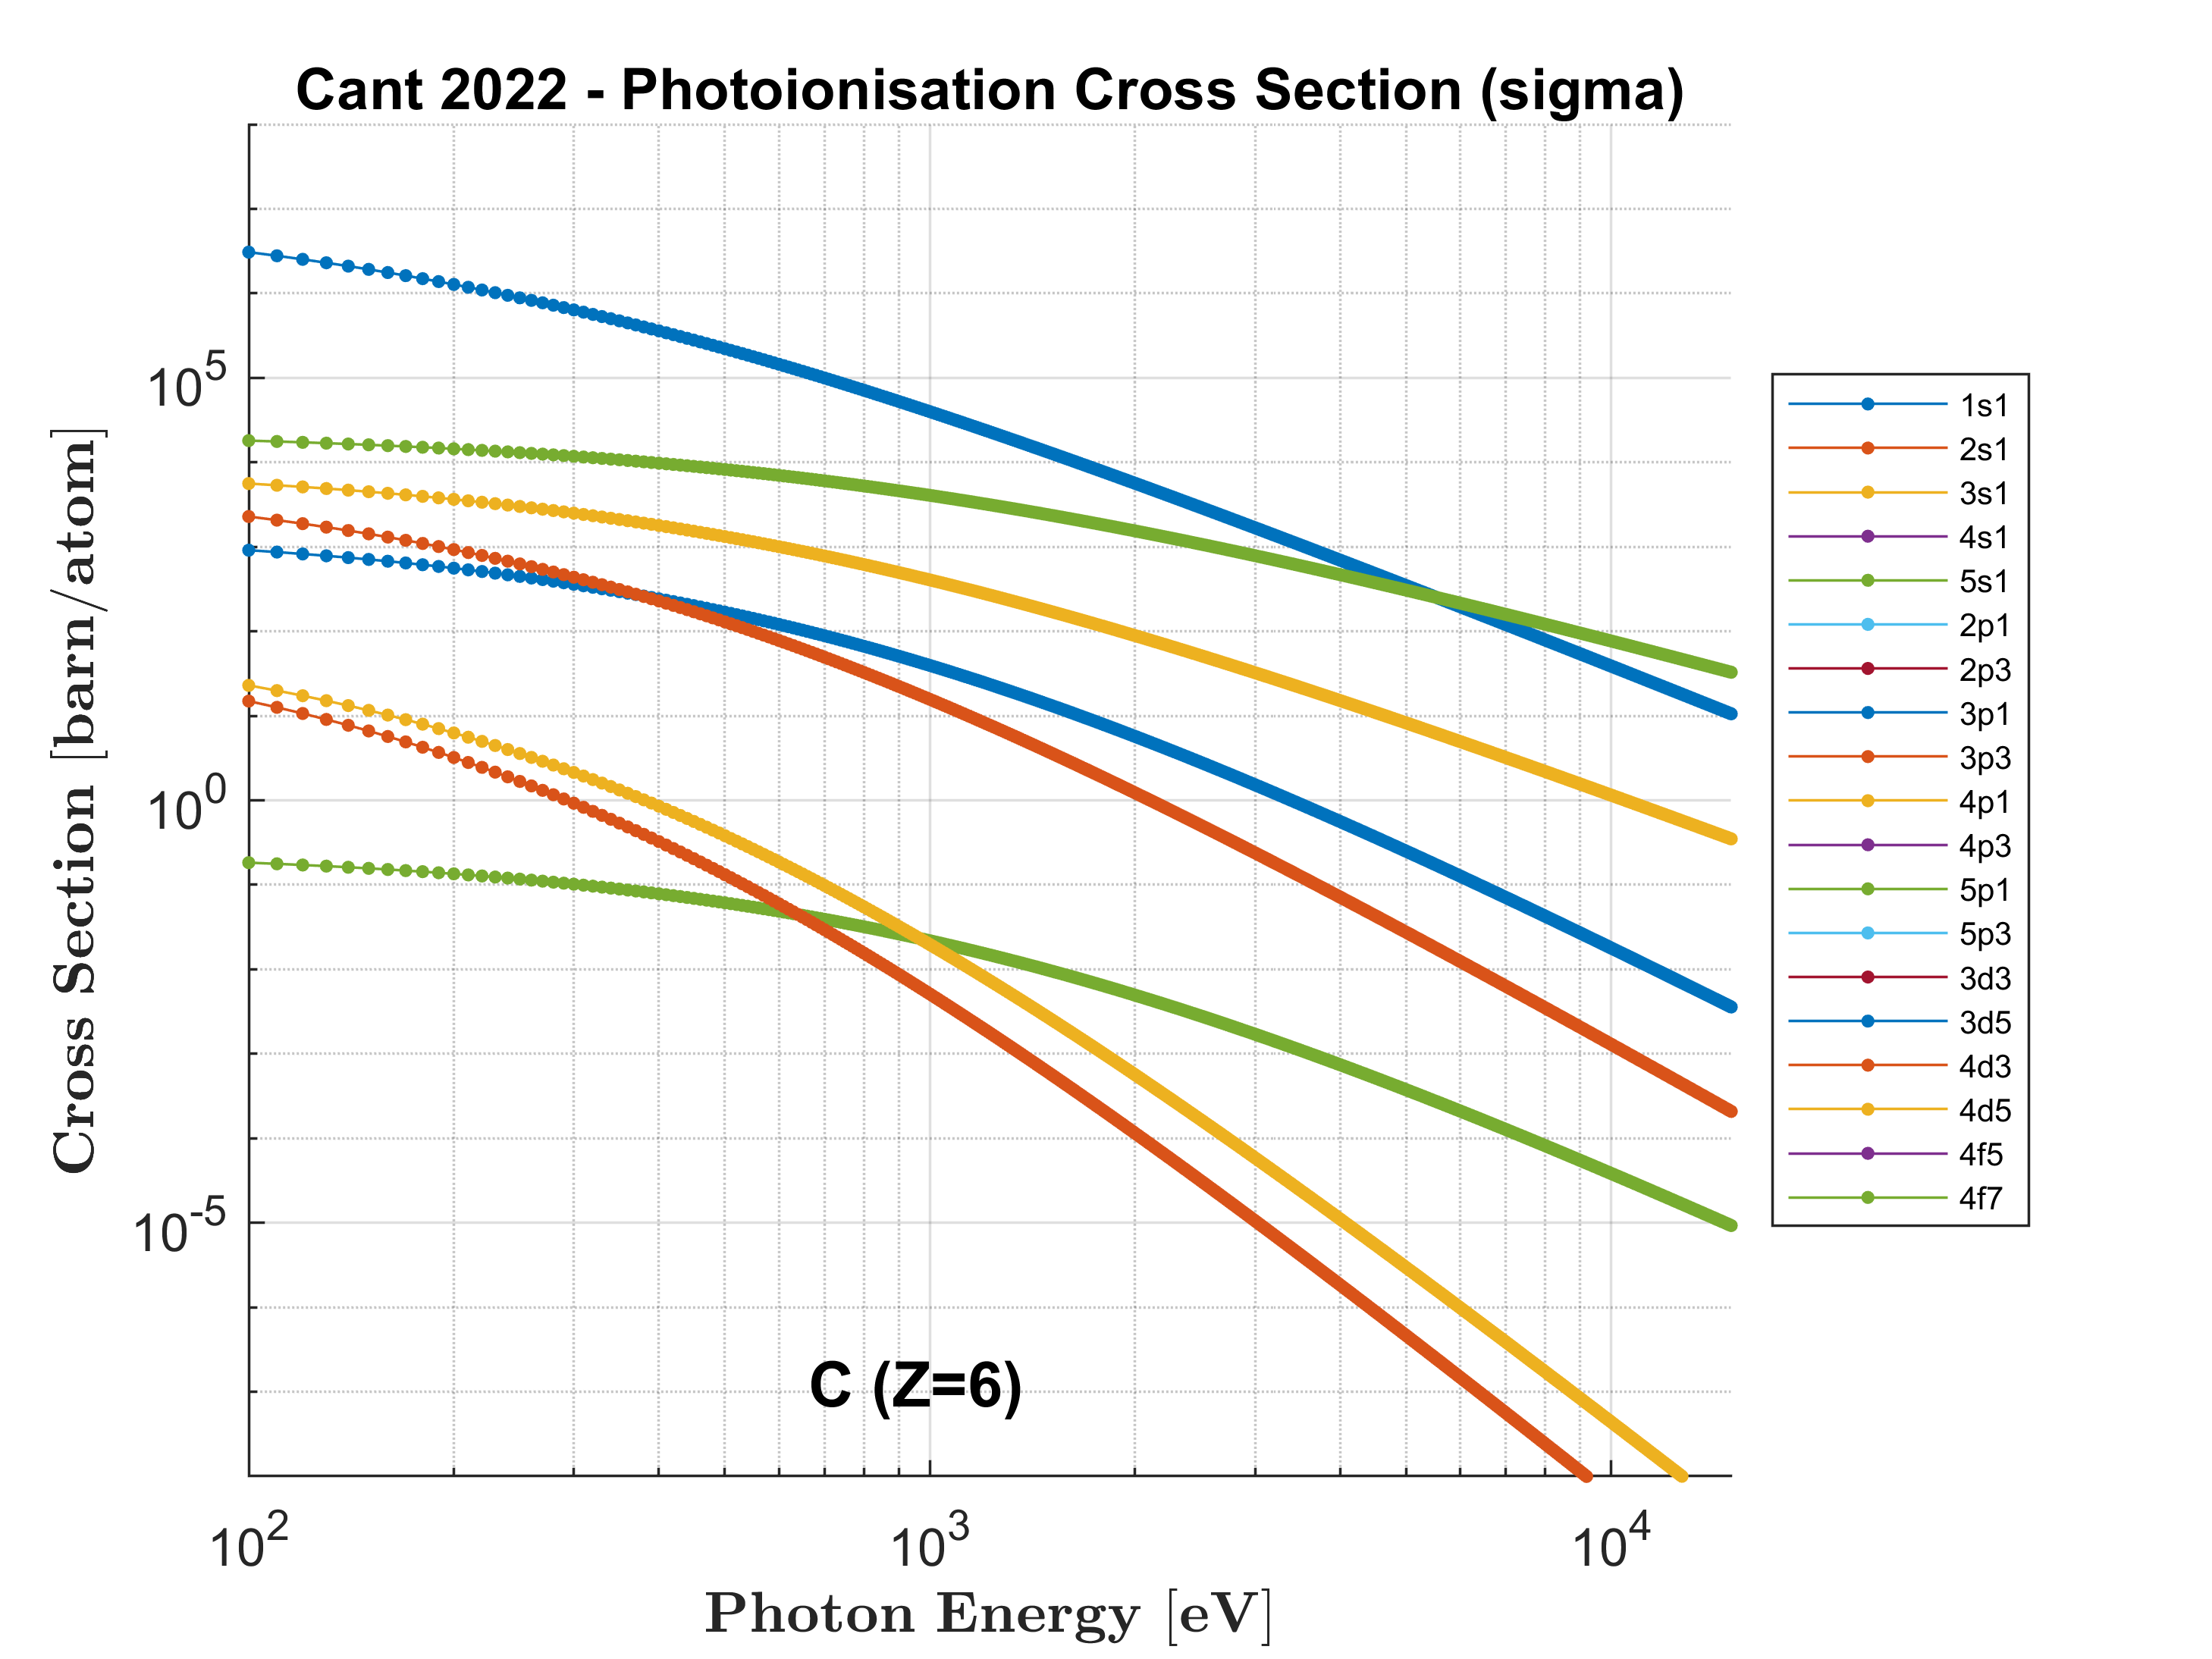 Cant 2022 - Photoionisation Cross Section (sigma)
Cross Section [barn/atom]
10^5
10^0
10^-5
C (Z=6)
10^2
10^3
10^4
Photon Energy [eV]
1s1
2s1
3s1
4s1
5s1
2p1
2p3
3p1
3p3
4p1
4p3
5p1
5p3
3d3
3d5
4d3
4d5
4f5
4f7